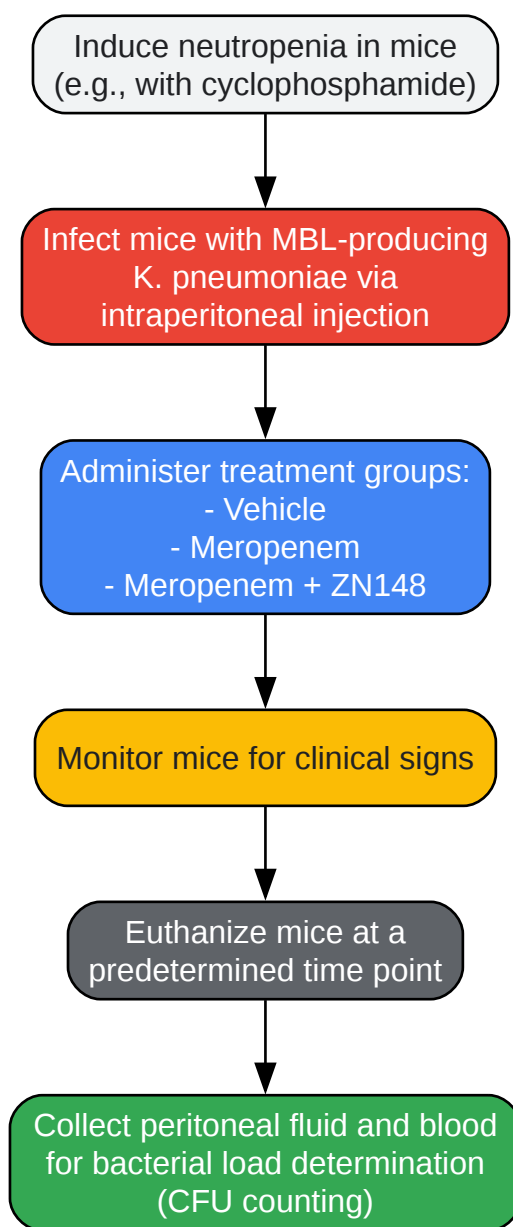 Induce neutropenia in mice
(e.g., with cyclophosphamide)
Infect mice with MBL-producing
K. pneumoniae via
intraperitoneal injection
Administer treatment groups:
- Vehicle
- Meropenem
- Meropenem + ZN148
Monitor mice for clinical signs
Euthanize mice at a
predetermined time point
Collect peritoneal fluid and blood
for bacterial load determination
(CFU counting)